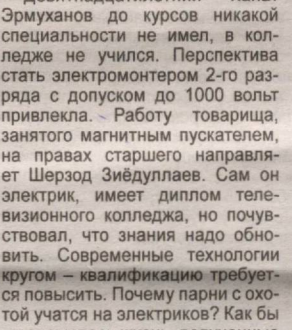 Эрмуханов до курсов никакой
специальности не имел, в кол-
ледже не учился. Перспектива
стать электромонтером 2-го раз-
ряда с допуском до 1000 вольт
привлекла. Работу товарища,
занятого магнитным пускателем,
на правах старшего направля-
ет Шерзод Зиёдуллаев. Сам он
электрик, имеет диплом теле-
визионного колледжа, но почув-
ствовал, что знания надо обно-
вить. Современные технологии
кругом – квалификацию требует-
ся повысить. Почему парни с охо-
той учатся на электриков? Как бы